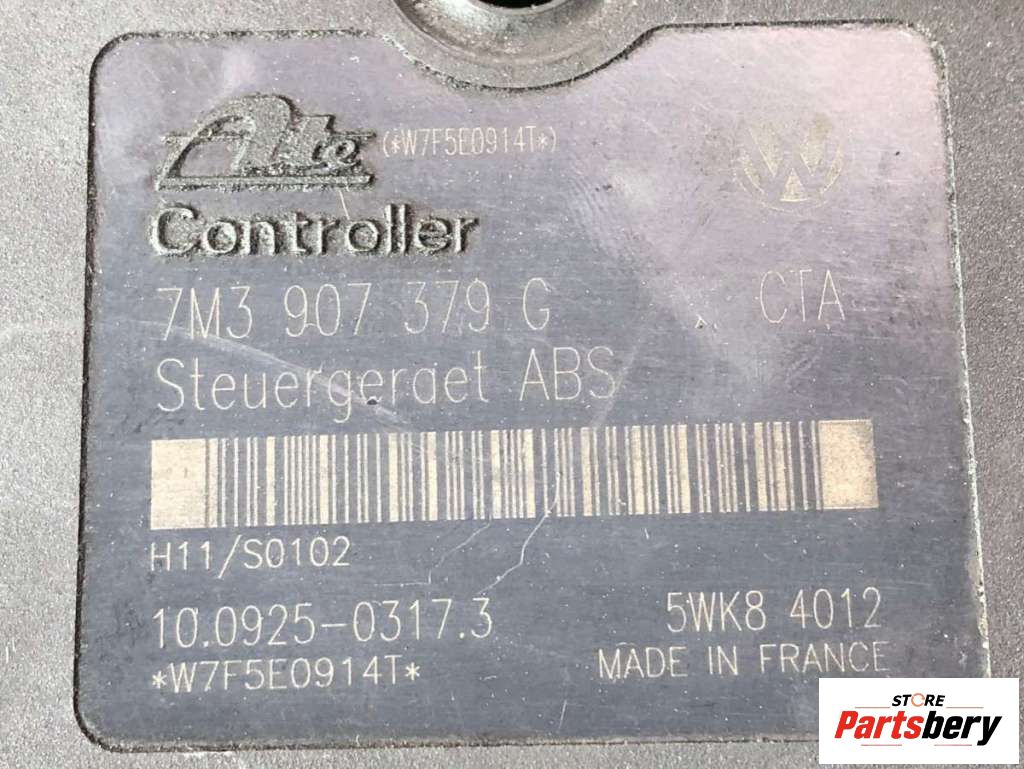 Ate (*W7F5E0914T*)
Controller
7M3 907 379 G CTA
Steuergeraet ABS
H11/S0102
10.0925-0317.3 5WK8 4012
*W7F5E0914T* MADE IN FRANCE
STORE
Partsbery